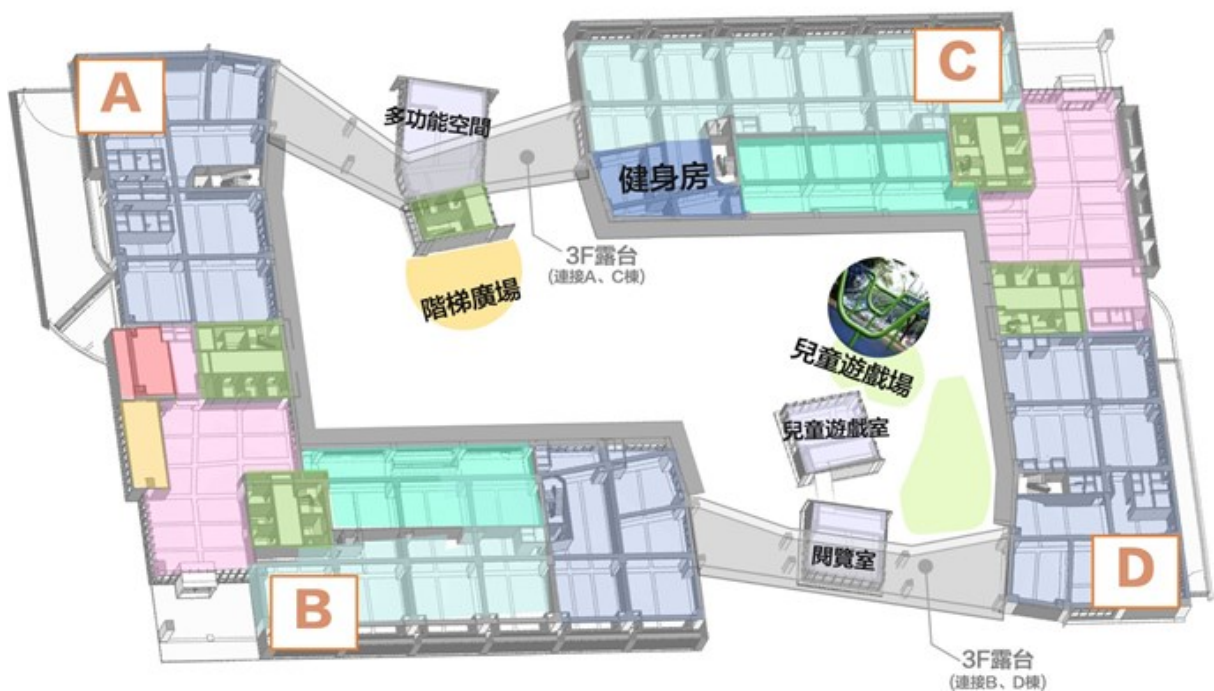 A
C
多功能空間
健身房
3F露台
(連接A、C棟)
階梯廣場
兒童遊戲場
兒童遊戲室
閱覽室
B
D
3F露台
(連接B、D棟)